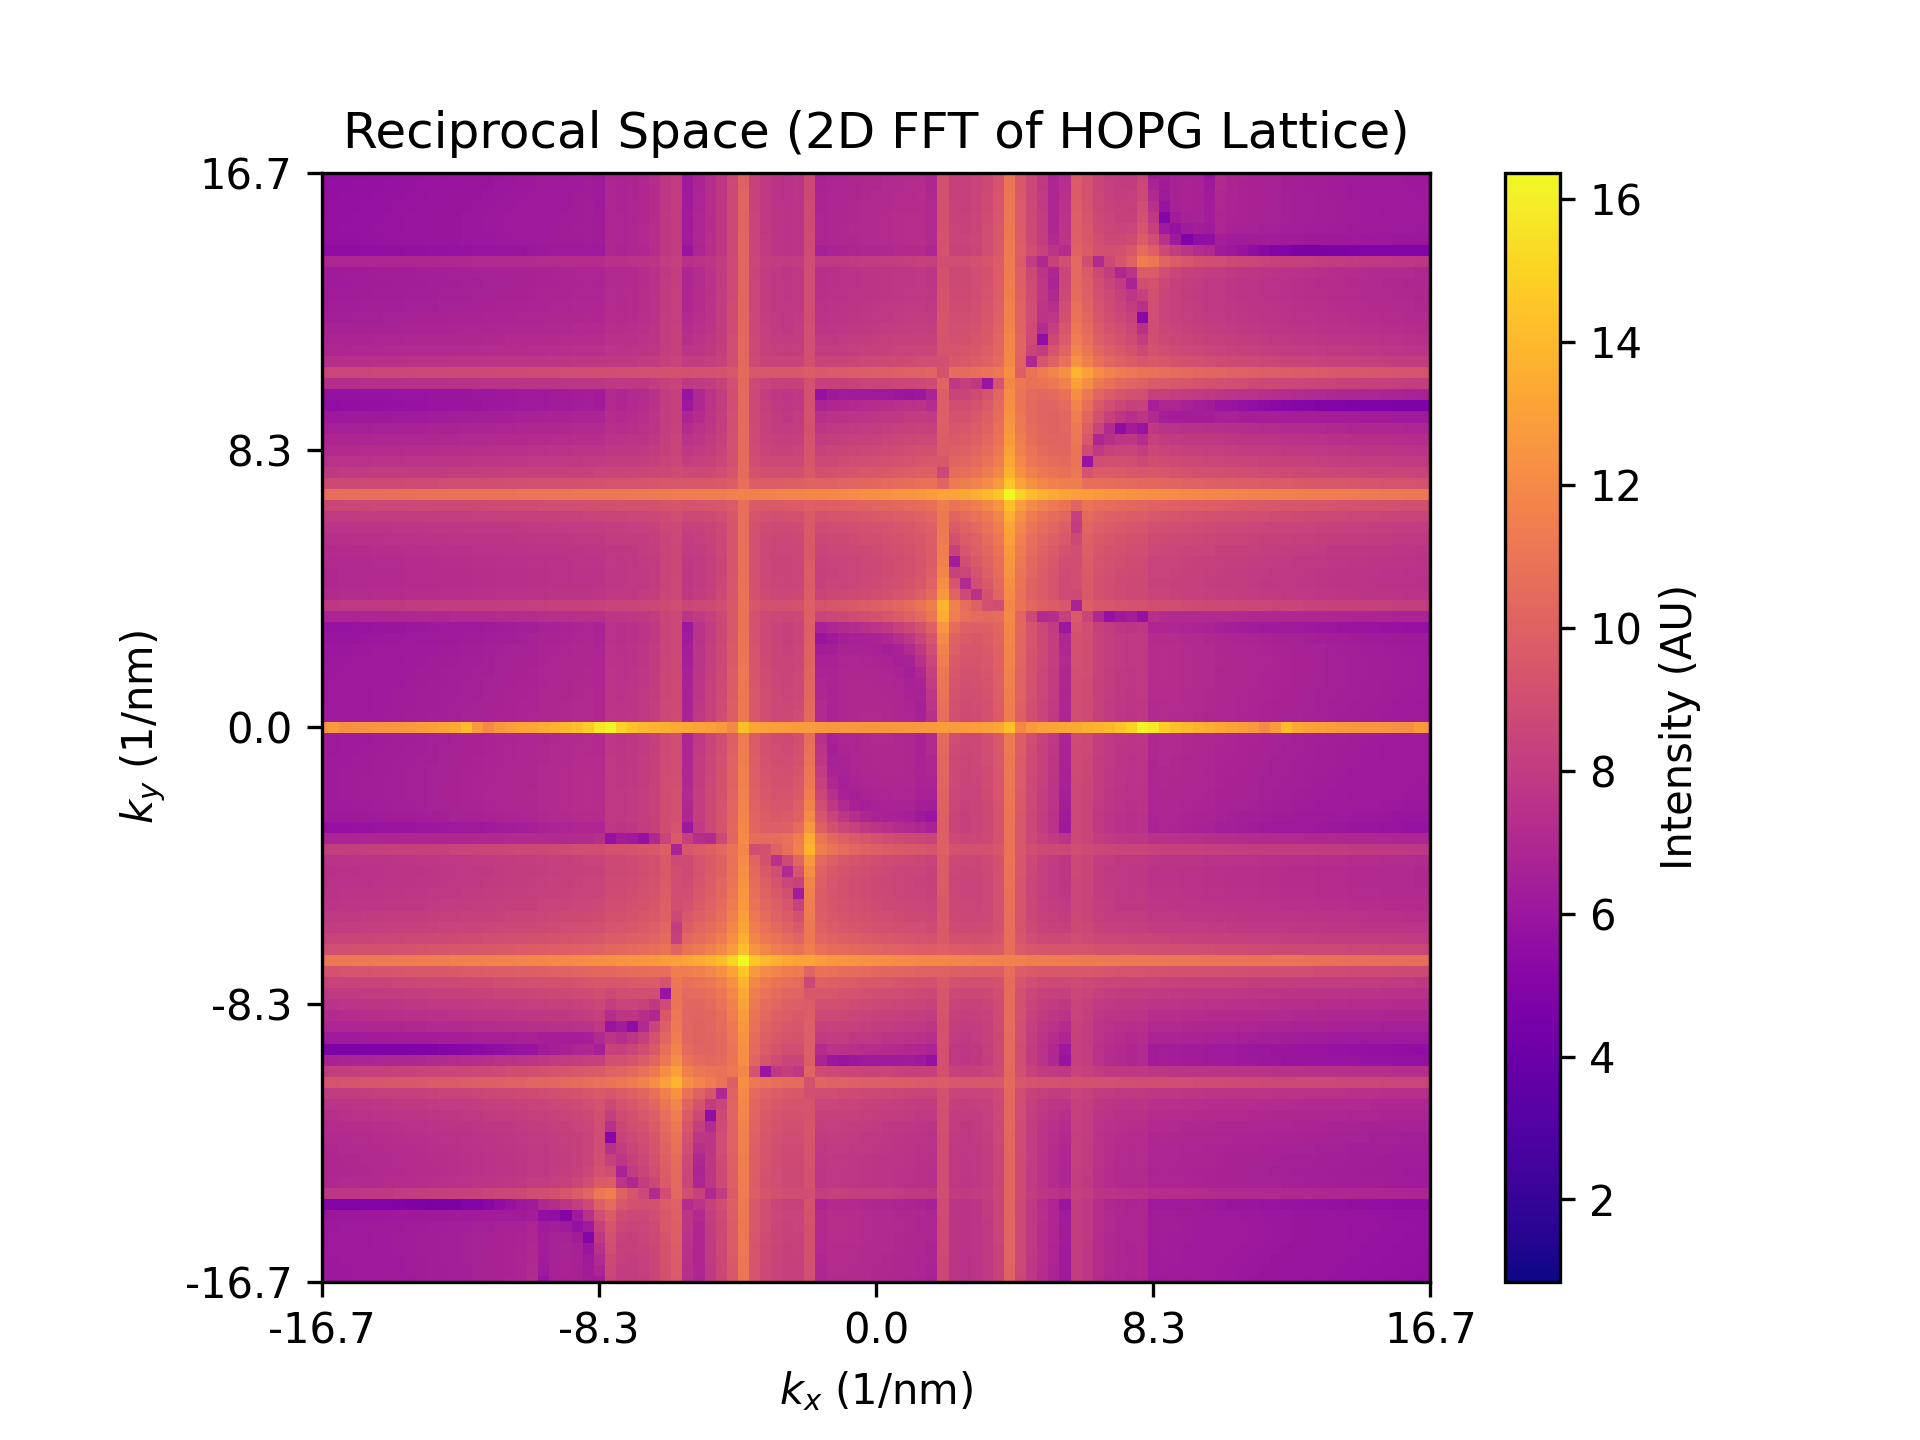 Reciprocal Space (2D FFT of HOPG Lattice)
16.7
8.3
0.0
-8.3
-16.7
k_y (1/nm)
-16.7 -8.3 0.0 8.3 16.7
k_x (1/nm)
16
14
12
10
8
6
4
2
Intensity (AU)